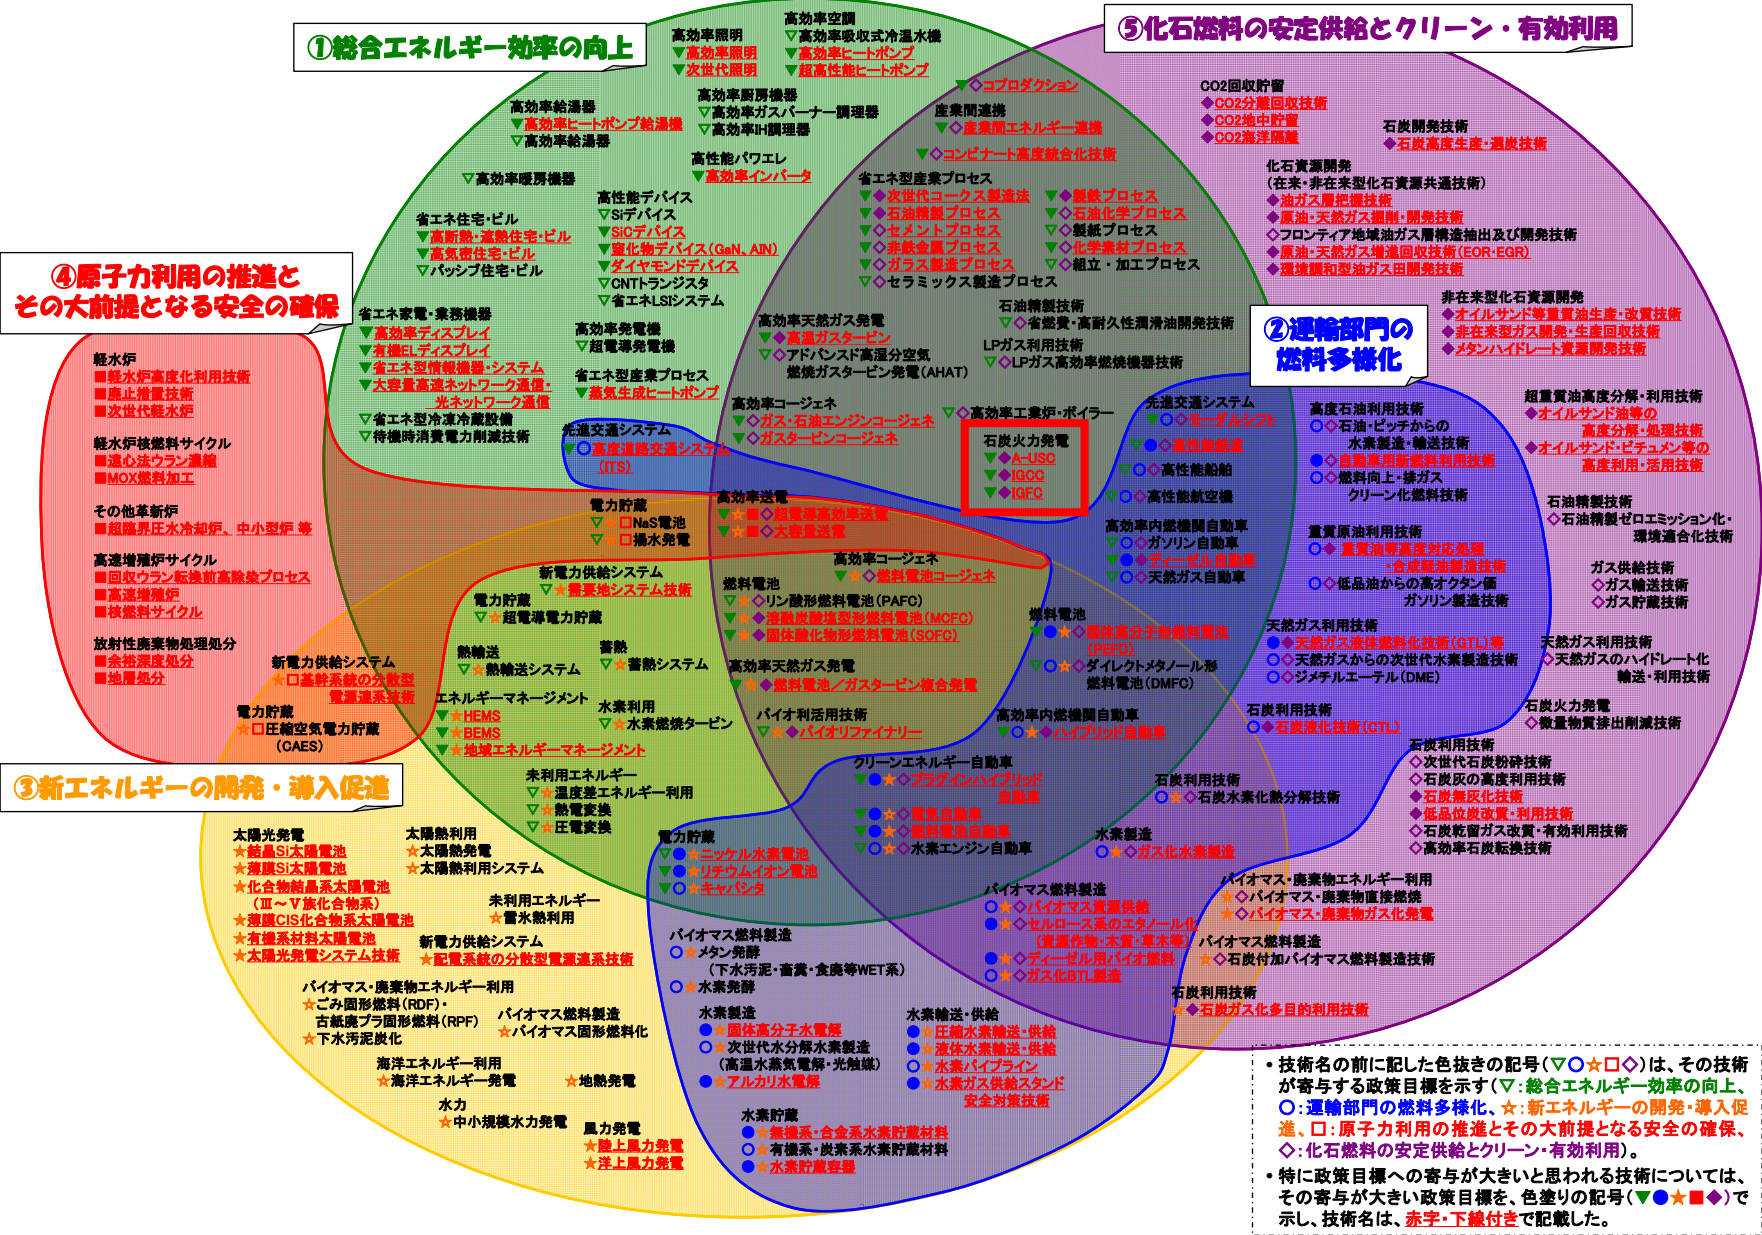 ①総合エネルギー効率の向上
⑤化石燃料の安定供給とクリーン・有効利用
④原子力利用の推進と
その大前提となる安全の確保
②運輸部門の
燃料多様化
③新エネルギーの開発・導入促進
高効率照明
▼高効率照明
▼次世代照明
高効率空調
▽高効率吸収式冷温水機
▼高効率ヒートポンプ
▼超高性能ヒートポンプ
高効率給湯器
▼高効率ヒートポンプ給湯機
▽高効率給湯器
高効率厨房機器
▽高効率ガスバーナー調理器
▽高効率IH調理器
高性能パワエレ
▼高効率インバータ
▽高効率暖房機器
省エネ住宅・ビル
▼高断熱・遮熱住宅・ビル
▼高気密住宅・ビル
▽パッシブ住宅・ビル
高性能デバイス
▽Siデバイス
▼SiCデバイス
▼窒化物デバイス(GaN、AlN)
▼ダイヤモンドデバイス
▽CNTトランジスタ
▽省エネLSIシステム
省エネ家電・業務機器
▼高効率ディスプレイ
▼有機ELディスプレイ
▼省エネ型情報機器・システム
▼大容量高速ネットワーク通信・
光ネットワーク通信
▽省エネ型冷凍冷蔵設備
▽待機時消費電力削減技術
高効率発電機
▽超電導発電機
省エネ型産業プロセス
▼蒸気生成ヒートポンプ
先進交通システム
▼○高度道路交通システム
(ITS)
▼◇コプロダクション
産業間連携
▼◇産業間エネルギー連携
▼◇コンビナート高度統合化技術
省エネ型産業プロセス
▼◆次世代コークス製造法
▼◆石油精製プロセス
▼◇セメントプロセス
▼◇非鉄金属プロセス
▼◇ガラス製造プロセス
▽◇セラミックス製造プロセス
▼◆製鉄プロセス
▼◇石油化学プロセス
▽◇製紙プロセス
▼◇化学素材プロセス
▽◇組立・加工プロセス
石油精製技術
▽◇省燃費・高耐久性潤滑油開発技術
LPガス利用技術
▽◇LPガス高効率燃焼機器技術
高効率天然ガス発電
▼◆高温ガスタービン
▽◇アドバンスド高湿分空気
燃焼ガスタービン発電(AHAT)
高効率コージェネ
▼◇ガス・石油エンジンコージェネ
▼◇ガスタービンコージェネ
▽◇高効率工業炉・ボイラー
石炭火力発電
▼◆A-USC
▼◆IGCC
▼◆IGFC
CO2回収貯留
◆CO2分離回収技術
◆CO2地中貯留
◆CO2海洋隔離
石炭開発技術
◆石炭高度生産・選炭技術
化石資源開発
(在来・非在来型化石資源共通技術)
◆油ガス層把握技術
◆原油・天然ガス掘削・開発技術
◇フロンティア地域油ガス層構造抽出及び開発技術
◆原油・天然ガス増進回収技術(EOR・EGR)
◆環境調和型油ガス田開発技術
非在来型化石資源開発
◆オイルサンド等重質油生産・改質技術
◆非在来型ガス開発・生産回収技術
◆メタンハイドレート資源開発技術
超重質油高度分解・利用技術
◆オイルサンド油等の
高度分解・処理技術
◆オイルサンド・ビチュメン等の
高度利用・活用技術
石油精製技術
◇石油精製ゼロエミッション化・
環境適合化技術
ガス供給技術
◇ガス輸送技術
◇ガス貯蔵技術
天然ガス利用技術
◇天然ガスのハイドレート化
輸送・利用技術
石炭火力発電
◇微量物質排出削減技術
石炭利用技術
◇次世代石炭粉砕技術
◇石炭灰の高度利用技術
◆石炭無灰化技術
◆低品位炭改質・利用技術
◇石炭乾留ガス改質・有効利用技術
◇高効率石炭転換技術
先進交通システム
▼○◇モーダルシフト
▽●◇高性能鉄道
▽○◇高性能船舶
▽○◇高性能航空機
高効率内燃機関自動車
▽○◇ガソリン自動車
▼●◆ディーゼル自動車
▽○◇天然ガス自動車
高度石油利用技術
○◇石油・ピッチからの
水素製造・輸送技術
●◇自動車用新燃料利用技術
○◇燃料向上・排ガス
クリーン化燃料技術
重質原油利用技術
○◆重質油等高度対応処理
・合成軽油製造技術
○◇低品油からの高オクタン価
ガソリン製造技術
天然ガス利用技術
●◆天然ガス液体燃料化技術(GTL)等
○◇天然ガスからの次世代水素製造技術
○◇ジメチルエーテル(DME)
石炭利用技術
○◆石炭液化技術(CTL)
軽水炉
■軽水炉高度化利用技術
■廃止措置技術
■次世代軽水炉
軽水炉核燃料サイクル
■遠心法ウラン濃縮
■MOX燃料加工
その他革新炉
■超臨界圧水冷却炉、中小型炉 等
高速増殖炉サイクル
■回収ウラン転換前高除染プロセス
■高速増殖炉
■核燃料サイクル
放射性廃棄物処理処分
■余裕深度処分
■地層処分
新電力供給システム
★□基幹系統の分散型
電源連系技術
電力貯蔵
☆□圧縮空気電力貯蔵
(CAES)
電力貯蔵
▽☆□NaS電池
▽☆□揚水発電
高効率送電
▼☆■◇超電導高効率送電
▼☆■◇大容量送電
新電力供給システム
▽★需要地システム技術
電力貯蔵
▽☆超電導電力貯蔵
蓄熱
▽☆蓄熱システム
熱輸送
▽☆熱輸送システム
エネルギーマネージメント
▼★HEMS
▼★BEMS
▼★地域エネルギーマネージメント
水素利用
▽☆水素燃焼タービン
未利用エネルギー
▽☆温度差エネルギー利用
▽☆熱電変換
▽☆圧電変換
高効率コージェネ
▼☆◇燃料電池コージェネ
燃料電池
▽☆◇リン酸形燃料電池(PAFC)
▼☆◆溶融炭酸塩型形燃料電池(MCFC)
▼☆◆固体酸化物形燃料電池(SOFC)
高効率天然ガス発電
▼☆◆燃料電池/ガスタービン複合発電
バイオ利活用技術
▽☆◆バイオリファイナリー
燃料電池
▼●★◇固体高分子形燃料電池
(PEFC)
▽○☆◇ダイレクトメタノール形
燃料電池(DMFC)
高効率内燃機関自動車
▼○★◆ハイブリッド自動車
クリーンエネルギー自動車
▼●★◇プラグインハイブリッド
自動車
▼●★◇電気自動車
▼●☆◇燃料電池自動車
▽○☆◇水素エンジン自動車
石炭利用技術
○☆◇石炭水素化熱分解技術
水素製造
○★◇ガス化水素製造
電力貯蔵
▽●☆ニッケル水素電池
▼●☆リチウムイオン電池
▼○☆キャパシタ
バイオマス燃料製造
○★◇バイオマス資源供給
●★◇セルロース系のエタノール化
(資源作物・木質・草木等)
●★◇ディーゼル用バイオ燃料
○★◇ガス化BTL製造
バイオマス・廃棄物エネルギー利用
☆◇バイオマス・廃棄物直接燃焼
★◇バイオマス・廃棄物ガス化発電
バイオマス燃料製造
☆◇石炭付加バイオマス燃料製造技術
石炭利用技術
☆◆石炭ガス化多目的利用技術
太陽光発電
★結晶Si太陽電池
★薄膜Si太陽電池
★化合物結晶系太陽電池
(Ⅲ~Ⅴ族化合物系)
★薄膜CIS化合物系太陽電池
★有機系材料太陽電池
★太陽光発電システム技術
太陽熱利用
☆太陽熱発電
☆太陽熱利用システム
未利用エネルギー
☆雪氷熱利用
新電力供給システム
★配電系統の分散型電源連系技術
バイオマス・廃棄物エネルギー利用
☆ごみ固形燃料(RDF)・
古紙廃プラ固形燃料(RPF)
☆下水汚泥炭化
バイオマス燃料製造
☆バイオマス固形燃料化
海洋エネルギー利用
☆海洋エネルギー発電
☆地熱発電
水力
☆中小規模水力発電
風力発電
★陸上風力発電
★洋上風力発電
バイオマス燃料製造
○☆メタン発酵
(下水汚泥・畜糞・食廃等WET系)
○☆水素発酵
水素製造
●☆固体高分子水電解
○☆次世代水分解水素製造
(高温水蒸気電解・光触媒)
●☆アルカリ水電解
水素輸送・供給
●☆圧縮水素輸送・供給
●☆液体水素輸送・供給
○☆水素パイプライン
●☆水素ガス供給スタンド
安全対策技術
水素貯蔵
●☆無機系・合金系水素貯蔵材料
○☆有機系・炭素系水素貯蔵材料
●☆水素貯蔵容器
・技術名の前に記した色抜きの記号(▽○☆□◇)は、その技術
が寄与する政策目標を示す(▽:総合エネルギー効率の向上、
○:運輸部門の燃料多様化、☆:新エネルギーの開発・導入促
進、□:原子力利用の推進とその大前提となる安全の確保、
◇:化石燃料の安定供給とクリーン・有効利用)。
・特に政策目標への寄与が大きいと思われる技術については、
その寄与が大きい政策目標を、色塗りの記号(▼●★■◆)で
示し、技術名は、赤字・下線付きで記載した。